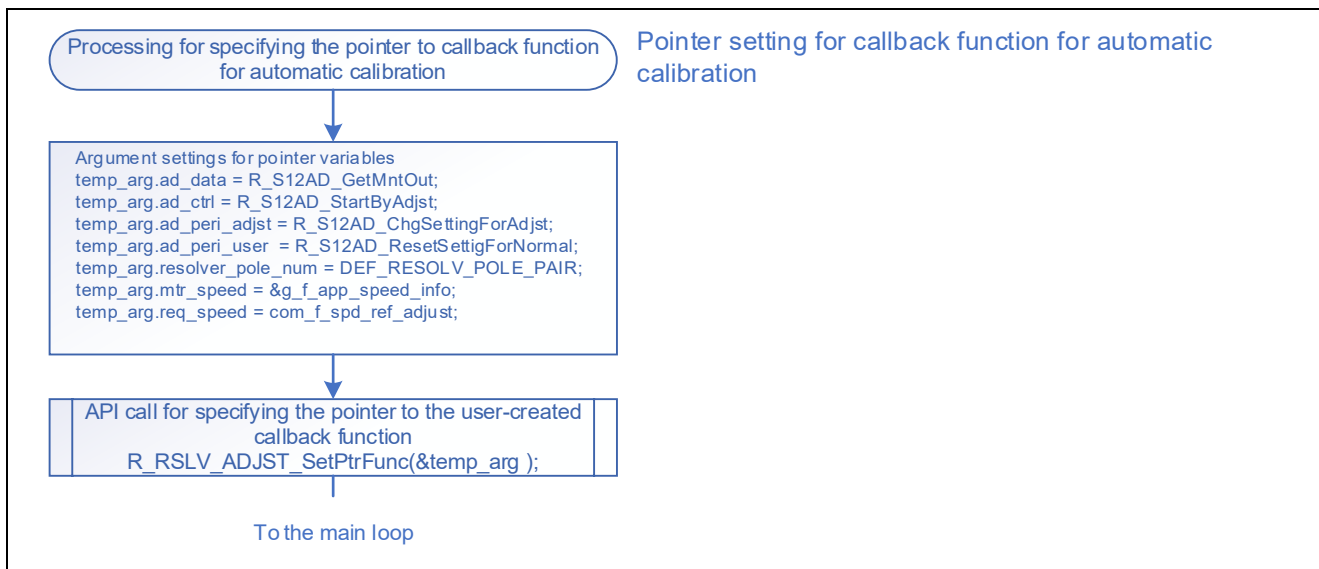 Processing for specifying the pointer to callback function
for automatic calibration
Pointer setting for callback function for automatic
calibration
Argument settings for pointer variables
temp_arg.ad_data = R_S12AD_GetMntOut;
temp_arg.ad_ctrl = R_S12AD_StartByAdjst;
temp_arg.ad_peri_adjst = R_S12AD_ChgSettingForAdjst;
temp_arg.ad_peri_user  = R_S12AD_ResetSettigForNormal;
temp_arg.resolver_pole_num = DEF_RESOLV_POLE_PAIR;
temp_arg.mtr_speed = &g_f_app_speed_info;
temp_arg.req_speed = com_f_spd_ref_adjust;
API call for specifying the pointer to the user-created
callback function
R_RSLV_ADJST_SetPtrFunc(&temp_arg );
To the main loop